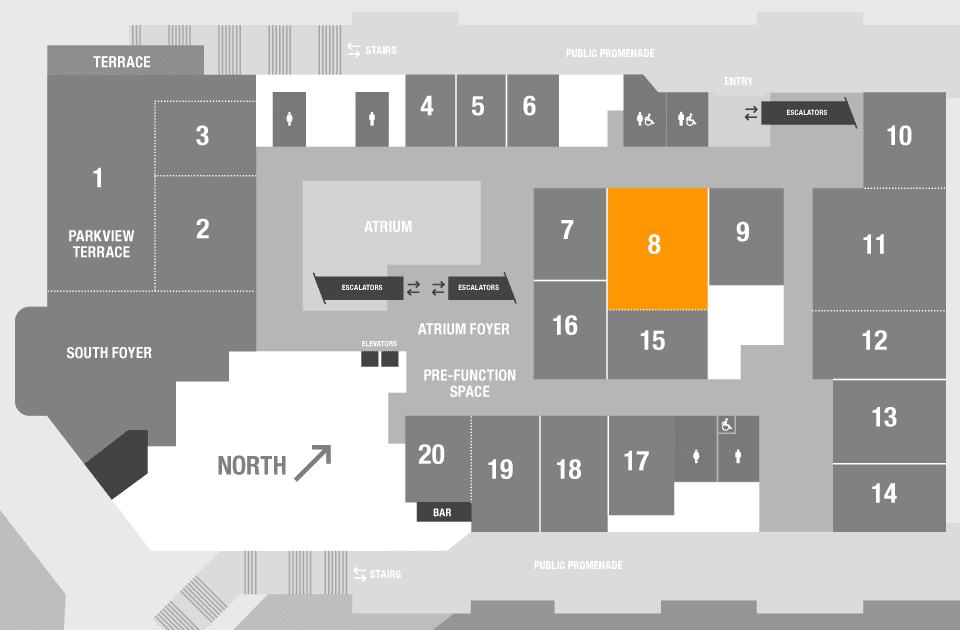 STAIRS
PUBLIC PROMENADE
TERRACE
ENTRY
4
5
6
ESCALATORS
3
10
1
2
ATRIUM
7
8
9
11
PARKVIEW
TERRACE
ESCALATORS
ESCALATORS
ATRIUM FOYER
16
15
12
SOUTH FOYER
ELEVATORS
PRE-FUNCTION
SPACE
13
20
19
18
17
NORTH
14
BAR
STAIRS
PUBLIC PROMENADE